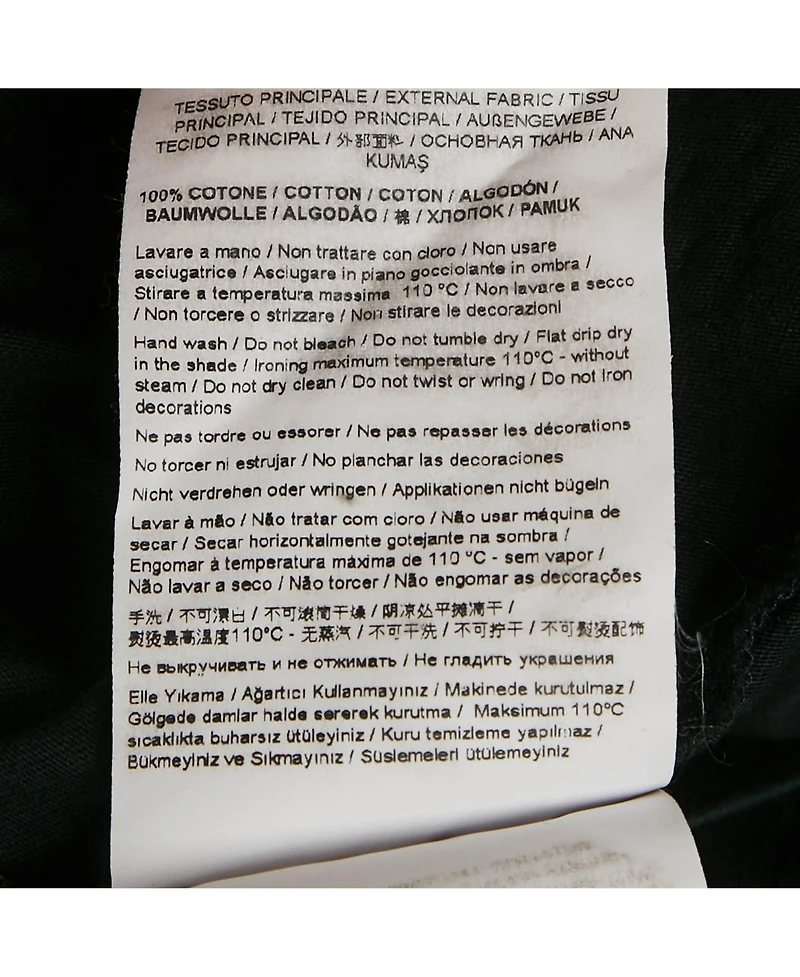 TESSUTO PRINCIPALE / EXTERNAL FABRIC / TISSU
PRINCIPAL / TEJIDO PRINCIPAL / AUßENGEWEBE /
TECIDO PRINCIPAL / 外部面料 / ОСНОВНАЯ ТКАНЬ / ANA
KUMAŞ
100% COTONE / COTTON / COTON / ALGODÓN /
BAUMWOLLE / ALGODÃO / 棉 / ХЛОПОК / PAMUK
Lavare a mano / Non trattare con cloro / Non usare
asciugatrice / Asciugare in piano gocciolante in ombra /
Stirare a temperatura massima 110 °C / Non lavare a secco
/ Non torcere o strizzare / Non stirare le decorazioni
Hand wash / Do not bleach / Do not tumble dry / Flat drip dry
in the shade / Ironing maximum temperature 110°C - without
steam / Do not dry clean / Do not twist or wring / Do not Iron
decorations
Ne pas tordre ou essorer / Ne pas repasser les décorations
No torcer ni estrujar / No planchar las decoraciones
Nicht verdrehen oder wringen / Applikationen nicht bügeln
Lavar à mão / Não tratar com cloro / Não usar máquina de
secar / Secar horizontalmente gotejante na sombra /
Engomar à temperatura máxima de 110 °C - sem vapor /
Não lavar a seco / Não torcer / Não engomar as decorações
手洗 / 不可漂白 / 不可滚筒干燥 / 阴凉处平摊滴干 /
熨烫最高温度110°C - 无蒸汽 / 不可干洗 / 不可拧干 / 不可熨烫配饰
Не выкручивать и не отжимать / Не гладить украшения
Elle Yıkama / Ağartıcı Kullanmayınız / Makinede kurutulmaz /
Gölgede damlar halde sererek kurutma / Maksimum 110°C
sıcaklıkta buharsız ütüleyiniz / Kuru temizleme yapılmaz /
Bükmeyiniz ve Sıkmayınız / Süslemeleri ütülemeyiniz